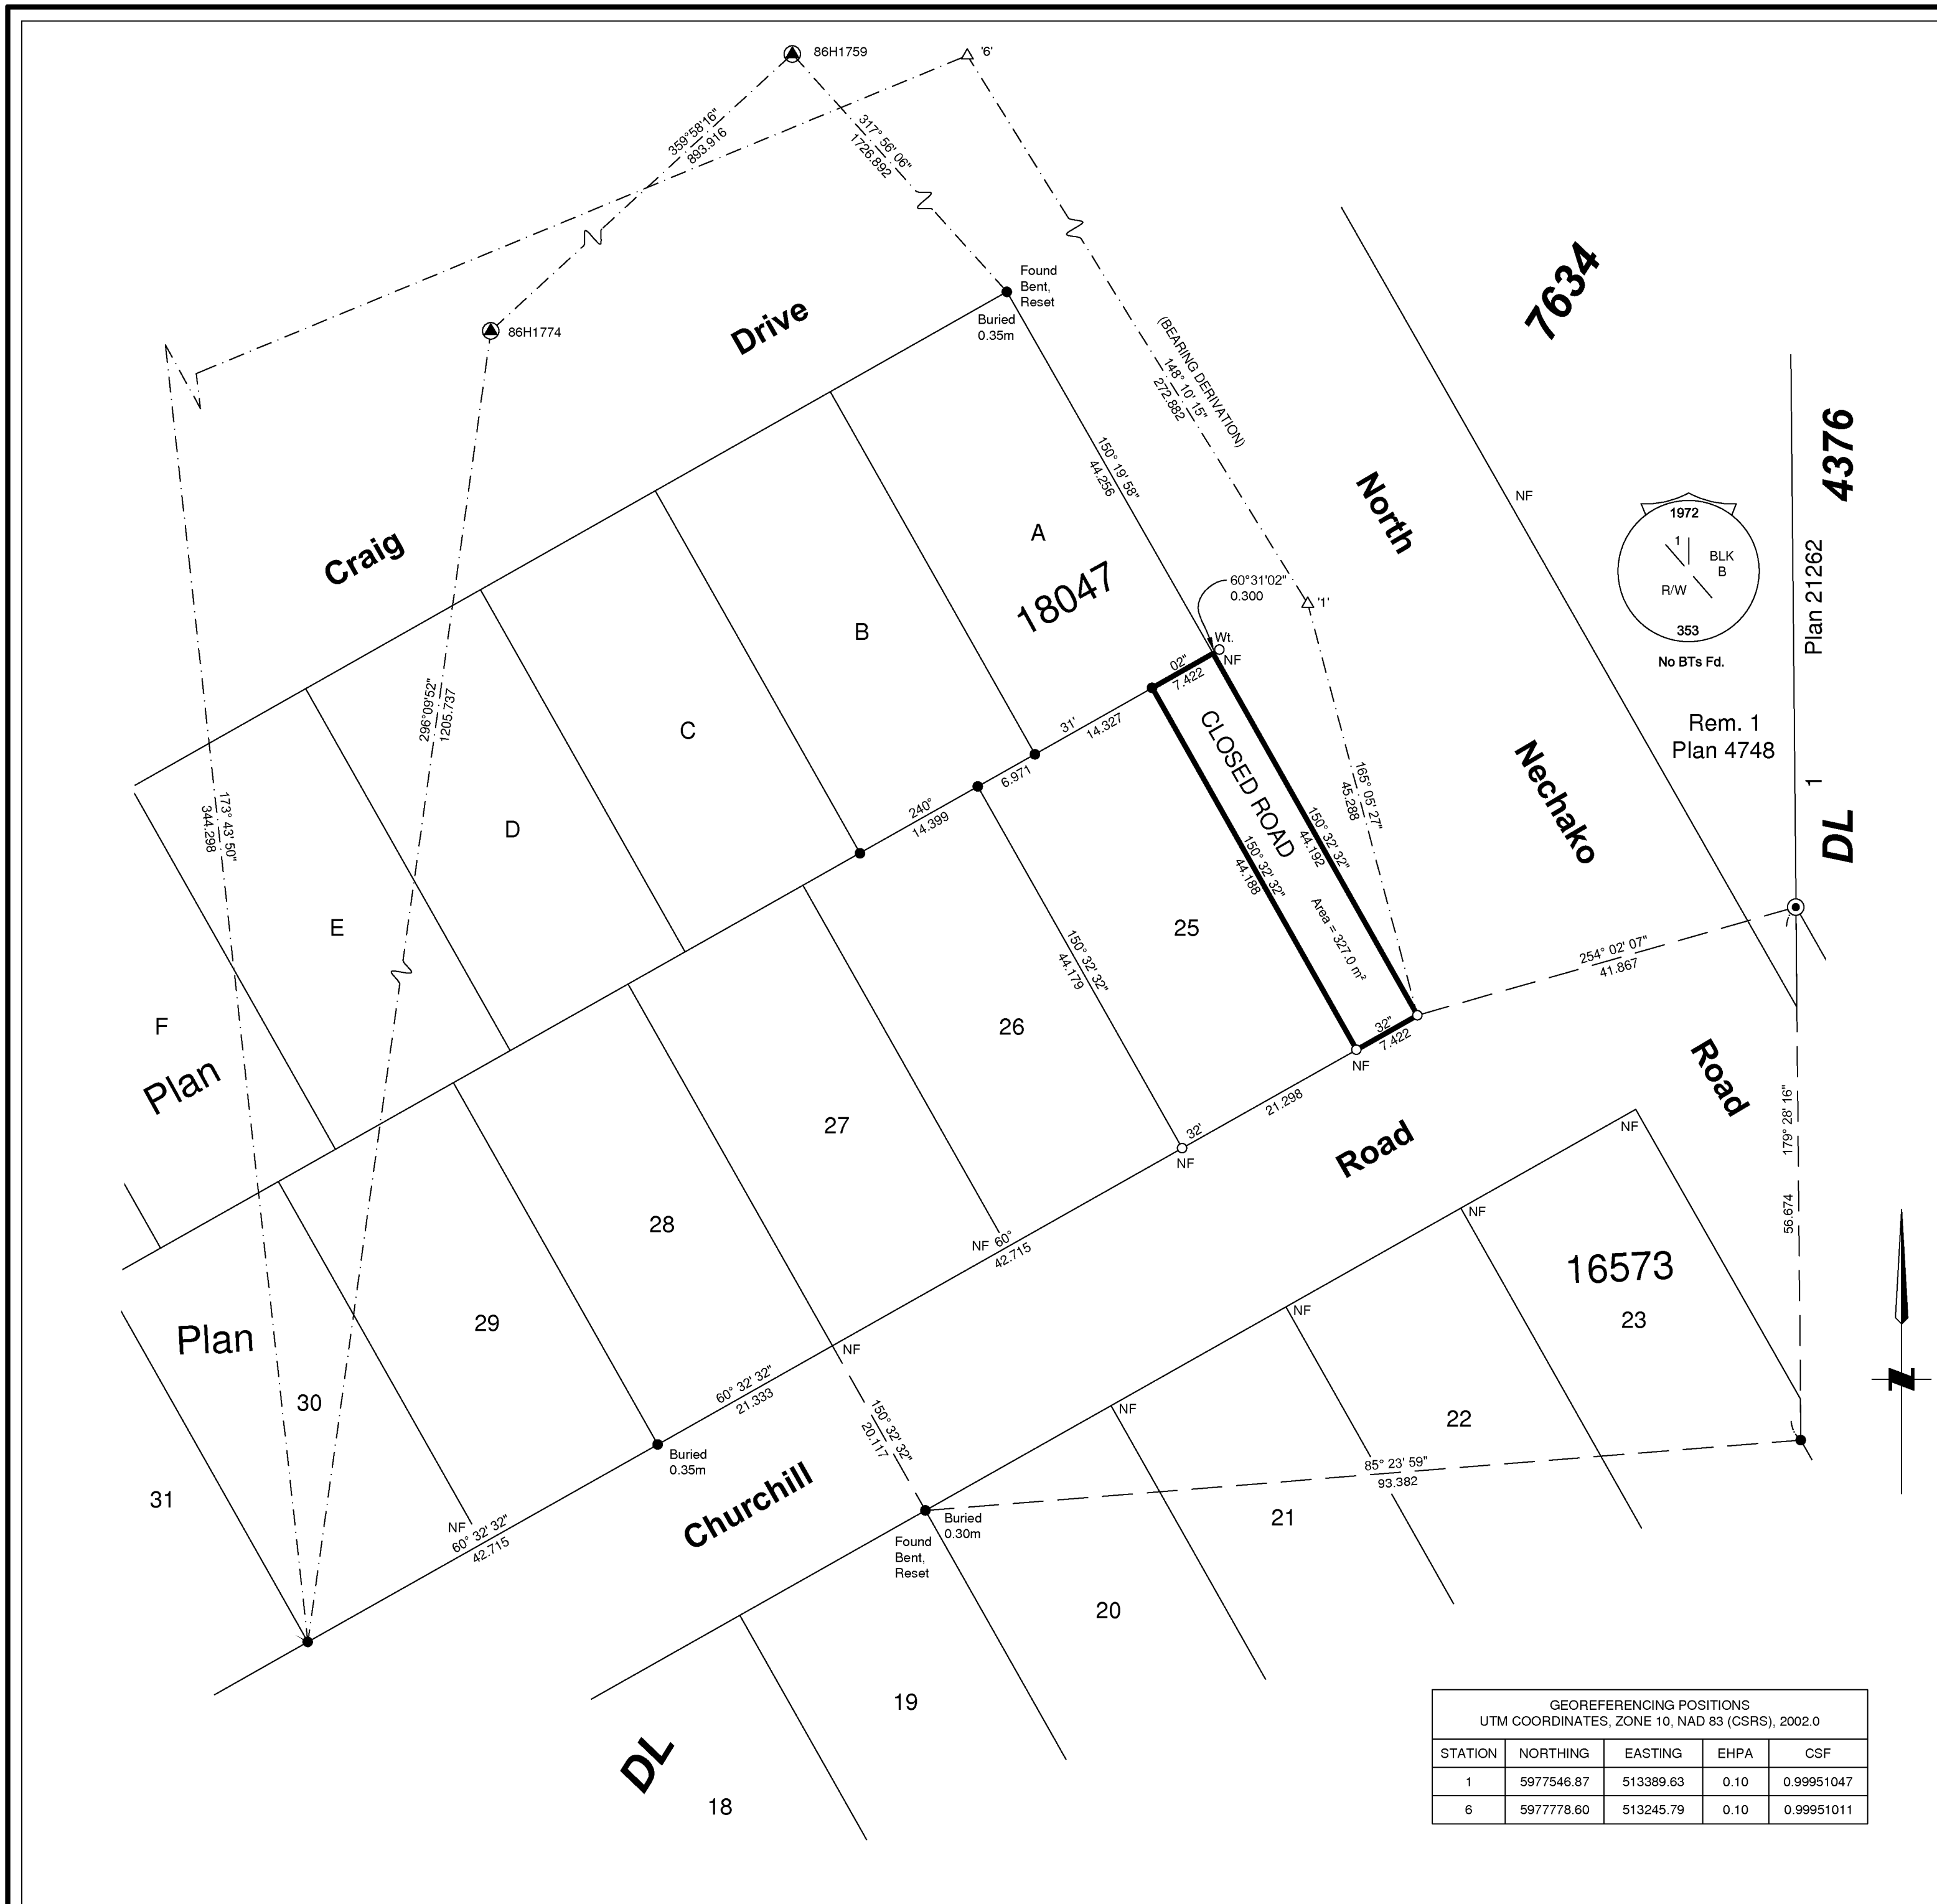 86H1759
'6'
359°58'16"
893.916
317° 56' 06"
1726.892
86H1774
Found
Bent,
Reset
Buried
0.35m
Drive
Craig
7634
(BEARING DERIVATION)
148° 10' 15"
272.882
150° 19' 58"
44.256
North
Nechako
Road
NF
1972
1
BLK
B
R/W
353
No BTs Fd.
4376
Plan 21262
1
DL
Rem. 1
Plan 4748
A
18047
B
C
D
E
F
Plan
60°31'02"
0.300
'1'
Wt.
NF
02"
7.422
31'
14.327
6.971
240°
14.399
296°09'52"
1205.737
173° 43' 50"
344.298
CLOSED ROAD
Area = 327.0 m²
150° 32' 32"
44.192
150° 32' 32"
44.188
165° 05' 27"
45.288
254° 02' 07"
41.867
150° 32' 32"
44.179
25
26
27
28
29
30
31
Plan
32"
7.422
NF
21.298
32'
NF
NF 60°
42.715
NF
60° 32' 32"
21.333
Buried
0.35m
NF
60° 32' 32"
42.715
Road
Churchill
150° 32' 32"
20.117
179° 28' 16"
56.674
NF
NF
NF
NF
16573
23
22
21
20
19
18
85° 23' 59"
93.382
Buried
0.30m
Found
Bent,
Reset
DL
N
GEOREFERENCING POSITIONS
UTM COORDINATES, ZONE 10, NAD 83 (CSRS), 2002.0
STATION NORTHING EASTING EHPA CSF
1 5977546.87 513389.63 0.10 0.99951047
6 5977778.60 513245.79 0.10 0.99951011